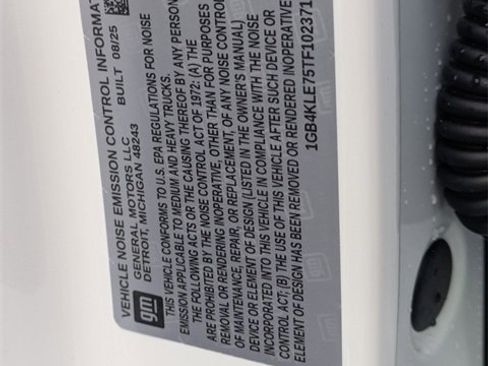 VEHICLE NOISE EMISSION CONTROL INFORMAT
GENERAL MOTORS LLC BUILT 08/25
DETROIT, MICHIGAN 48243
gm
THIS VEHICLE CONFORMS TO U.S. EPA REGULATIONS FOR NOISE
EMISSION APPLICABLE TO MEDIUM AND HEAVY TRUCKS.
THE FOLLOWING ACTS OR THE CAUSING THEREOF BY ANY PERSON
ARE PROHIBITED BY THE NOISE CONTROL ACT OF 1972: (A) THE
REMOVAL OR RENDERING INOPERATIVE, OTHER THAN FOR PURPOSES
OF MAINTENANCE, REPAIR, OR REPLACEMENT, OF ANY NOISE CONTROL
DEVICE OR ELEMENT OF DESIGN (LISTED IN THE OWNER'S MANUAL)
INCORPORATED INTO THIS VEHICLE IN COMPLIANCE WITH THE NOISE
CONTROL ACT; (B) THE USE OF THIS VEHICLE AFTER SUCH DEVICE OR
ELEMENT OF DESIGN HAS BEEN REMOVED OR RENDERED INOPERATIVE
1GB4KLE75TF102371